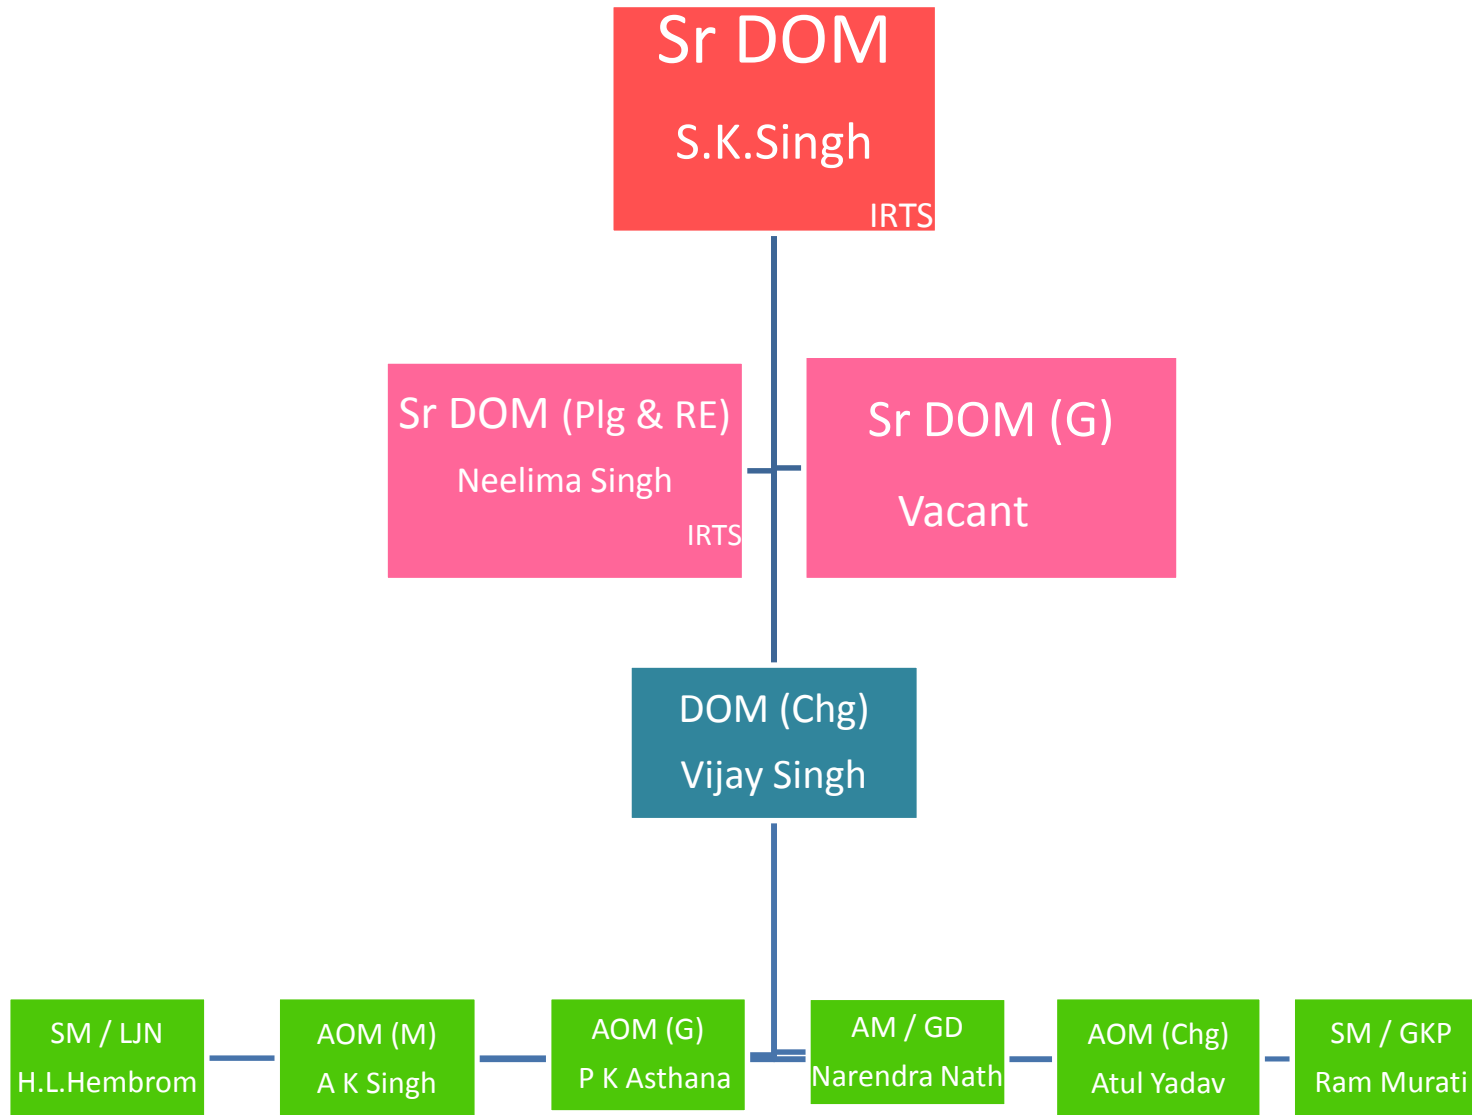 Sr DOM
S.K.Singh
IRTS
Sr DOM (Plg & RE)
Neelima Singh
IRTS
Sr DOM (G)
Vacant
DOM (Chg)
Vijay Singh
SM / LJN
H.L.Hembrom
AOM (M)
A K Singh
AOM (G)
P K Asthana
AM / GD
Narendra Nath
AOM (Chg)
Atul Yadav
SM / GKP
Ram Murati